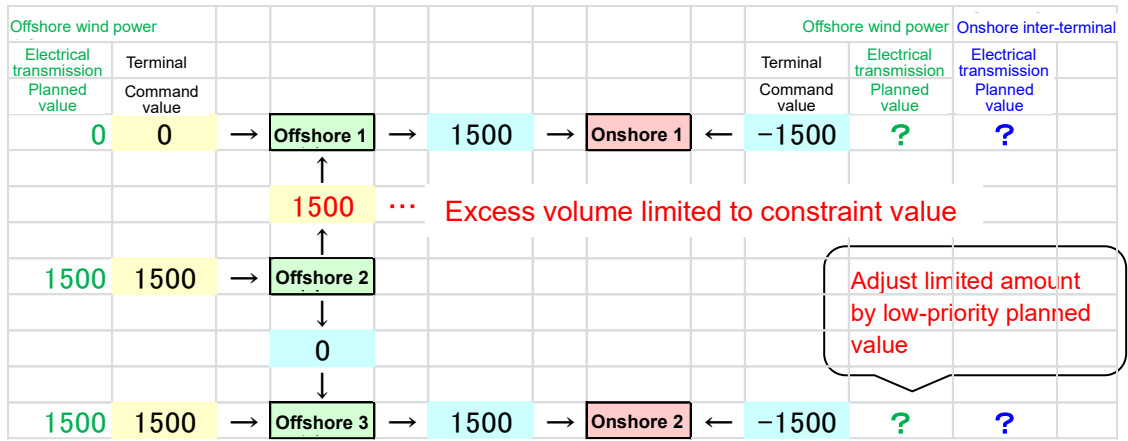 Offshore wind power
Offshore wind power
Onshore inter-terminal
Electrical transmission
Terminal
Terminal
Electrical transmission
Electrical transmission
Planned value
Command value
Command value
Planned value
Planned value
0 0 → Offshore 1 → 1500 → Onshore 1 ← −1500 ? ?
↑
1500 … Excess volume limited to constraint value
↑
1500 1500 → Offshore 2
Adjust limited amount
by low-priority planned
value
↓
0
↓
1500 1500 → Offshore 3 → 1500 → Onshore 2 ← −1500 ? ?